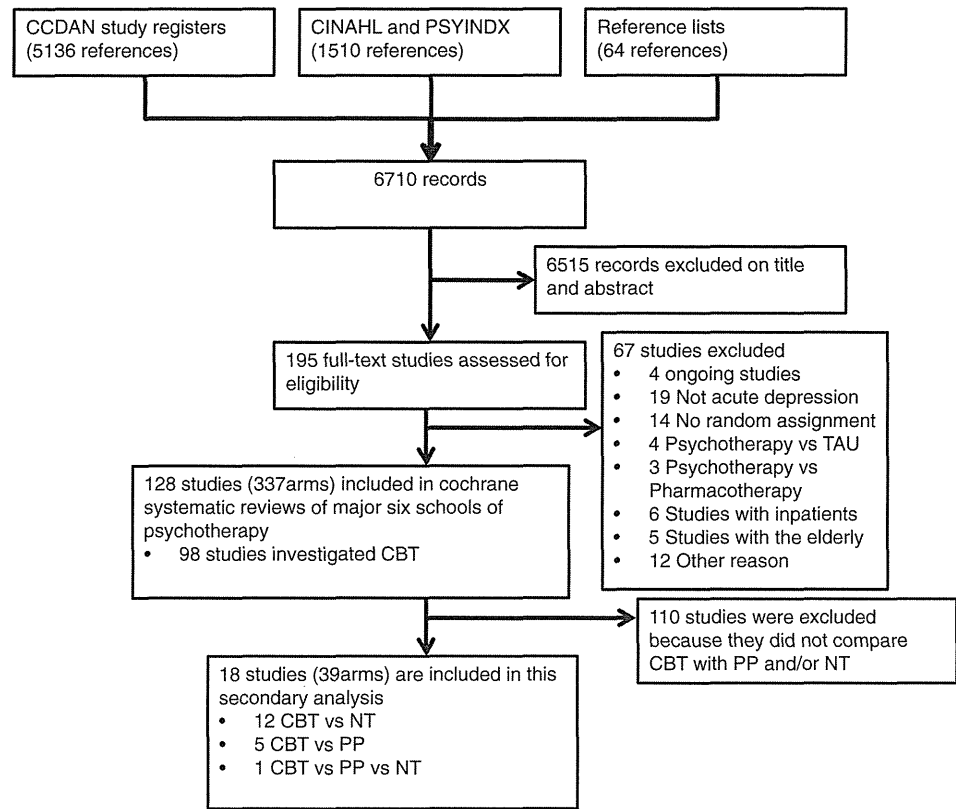 CCDAN study registers
(5136 references)
CINAHL and PSYINDX
(1510 references)
Reference lists
(64 references)
6710 records
6515 records excluded on title
and abstract
195 full-text studies assessed for
eligibility
67 studies excluded
• 4 ongoing studies
• 19 Not acute depression
• 14 No random assignment
• 4 Psychotherapy vs TAU
• 3 Psychotherapy vs
Pharmacotherapy
• 6 Studies with inpatients
• 5 Studies with the elderly
• 12 Other reason
128 studies (337arms) included in cochrane
systematic reviews of major six schools of
psychotherapy
• 98 studies investigated CBT
110 studies were excluded
because they did not compare
CBT with PP and/or NT
18 studies (39arms) are included in this
secondary analysis
• 12 CBT vs NT
• 5 CBT vs PP
• 1 CBT vs PP vs NT